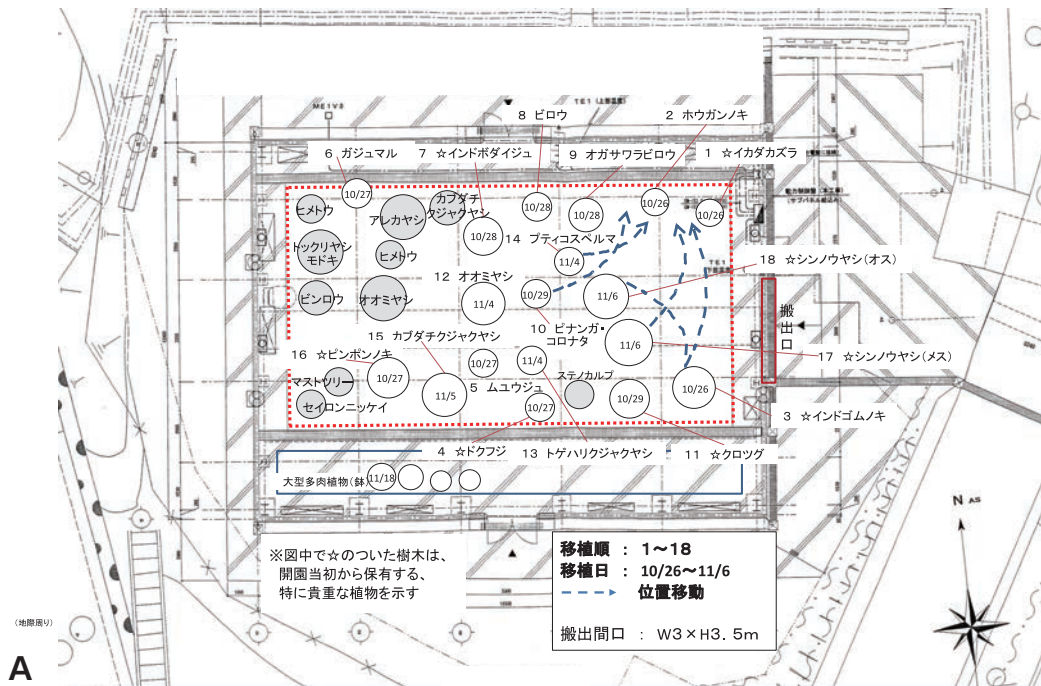 ME1V3
TE1 (上部温度)
8 ビロウ
2 ホウガンノキ
6 ガジュマル
7 ☆インドボダイジュ
9 オガサワラビロウ
1 ☆イカダカズラ
10/27
ヒメトウ
アレカヤシ
カブダチ
クジャクヤシ
10/28
10/28
10/26
10/26
10/28
トックリヤシ
モドキ
ヒメトウ
14 プティコスペルマ
11/4
TE1
18 ☆シンノウヤシ(オス)
12 オオミヤシ
ビンロウ
オオミヤシ
11/4
10/29
11/6
搬出口
10 ピナンガ・
コロナタ
15 カブダチクジャクヤシ
11/6
16 ☆ピンポンノキ
17 ☆シンノウヤシ(メス)
10/27
11/4
ステノカルプ
マストツリー
10/27
5 ムユウジュ
11/5
10/29
10/26
セイロンニッケイ
10/27
3 ☆インドゴムノキ
4 ☆ドクフジ
13 トゲハリクジャクヤシ
11 ☆クロツグ
大型多肉植物(鉢)
11/18
※図中で☆のついた樹木は、
開園当初から保有する、
特に貴重な植物を示す
移植順 : 1~18
移植日 : 10/26~11/6
位置移動
搬出間口 : W3×H3.5m
N
AS
(地際周り)
A